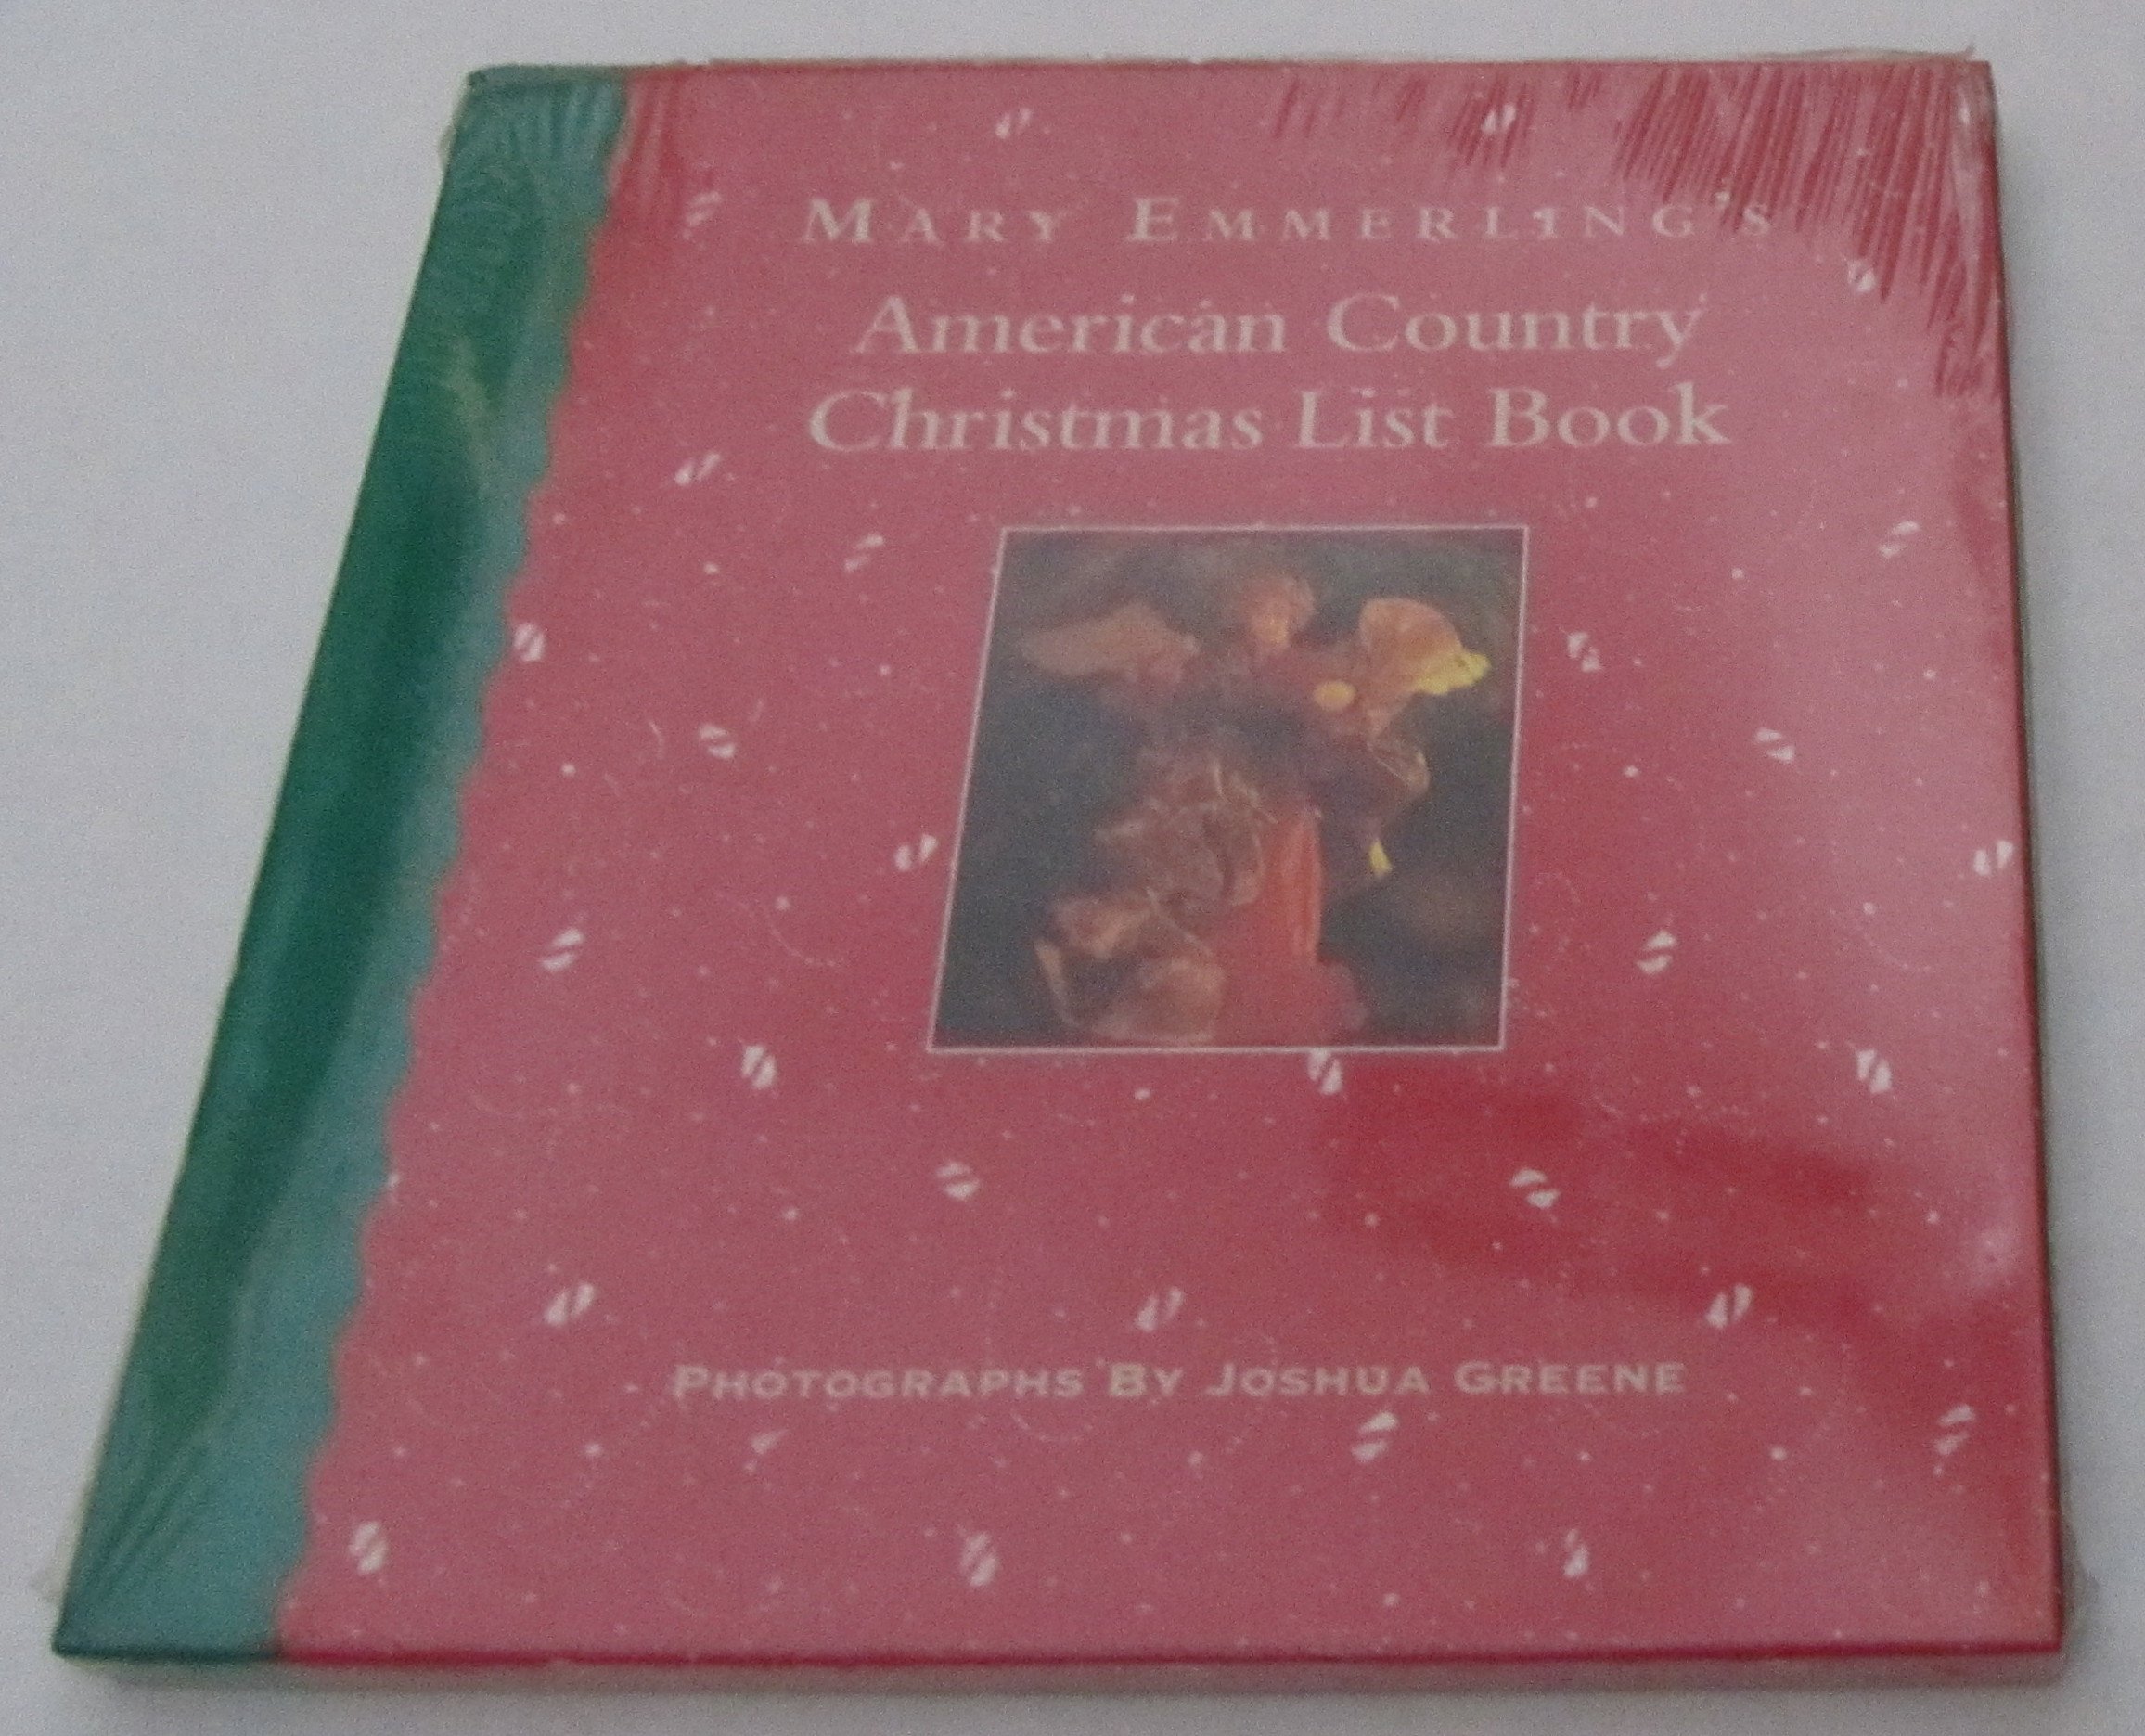 MARY EMMERLING'S
American Country
Christmas List Book
PHOTOGRAPHS BY JOSHUA GREENE